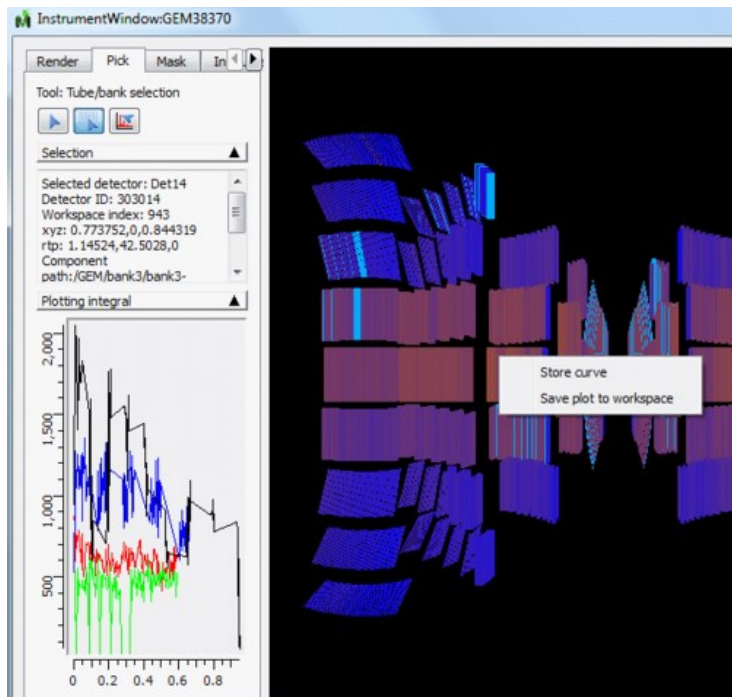 InstrumentWindow:GEM38370
Render Pick Mask In
Tool: Tube/bank selection
Selection
Selected detector: Det14
Detector ID: 303014
Workspace index: 943
xyz: 0.773752,0,0.844319
rtp: 1.14524,42.5028,0
Component
path:/GEM/bank3/bank3-
Plotting integral
Store curve
Save plot to workspace
2,000
1,500
1,000
500
0 0.2 0.4 0.6 0.8